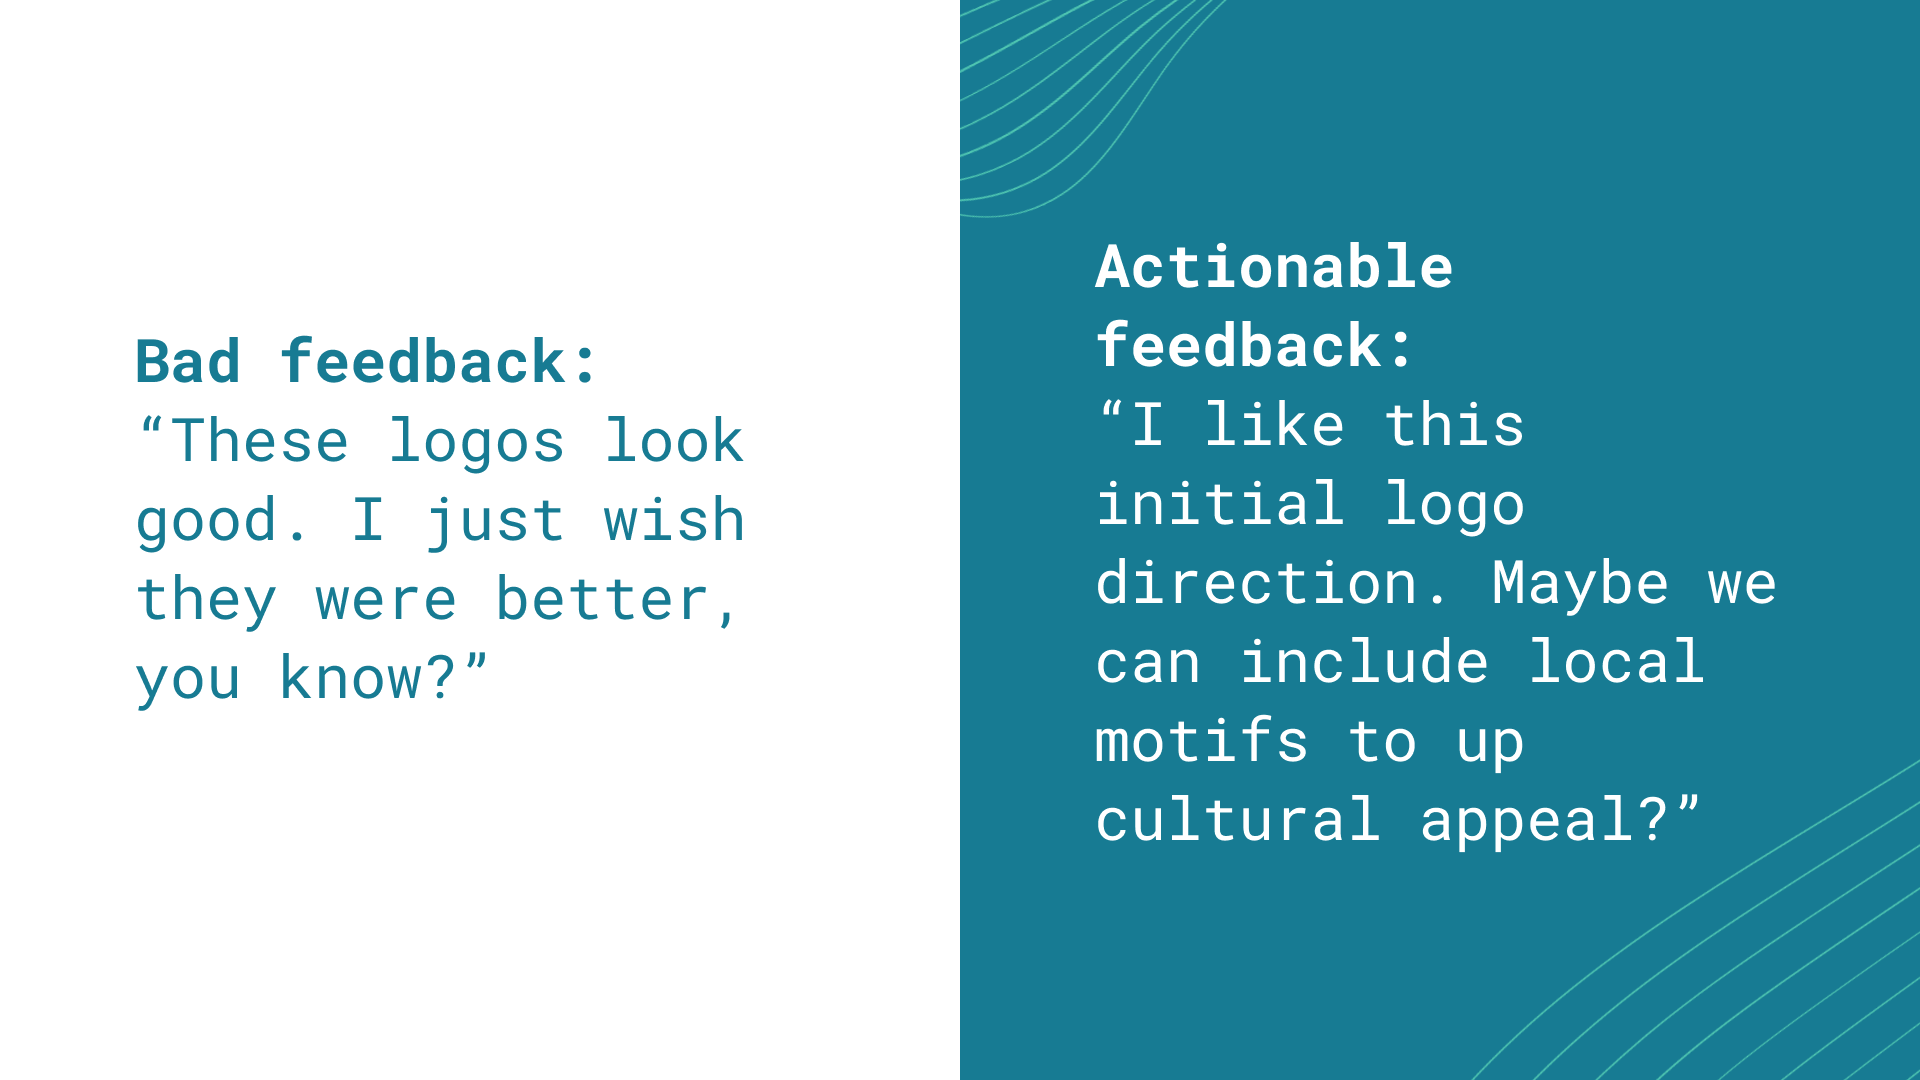 Bad feedback:
“These logos look
good. I just wish
they were better,
you know?”
Actionable
feedback:
“I like this
initial logo
direction. Maybe we
can include local
motifs to up
cultural appeal?”